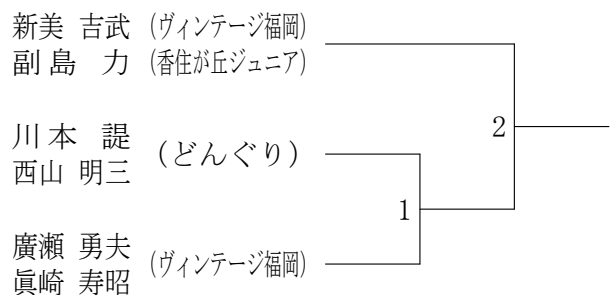 新美 吉武 (ヴィンテージ福岡)
副島 力 (香住が丘ジュニア)
2
川本 諟 (どんぐり)
西山 明三
1
廣瀬 勇夫 (ヴィンテージ福岡)
眞崎 寿昭